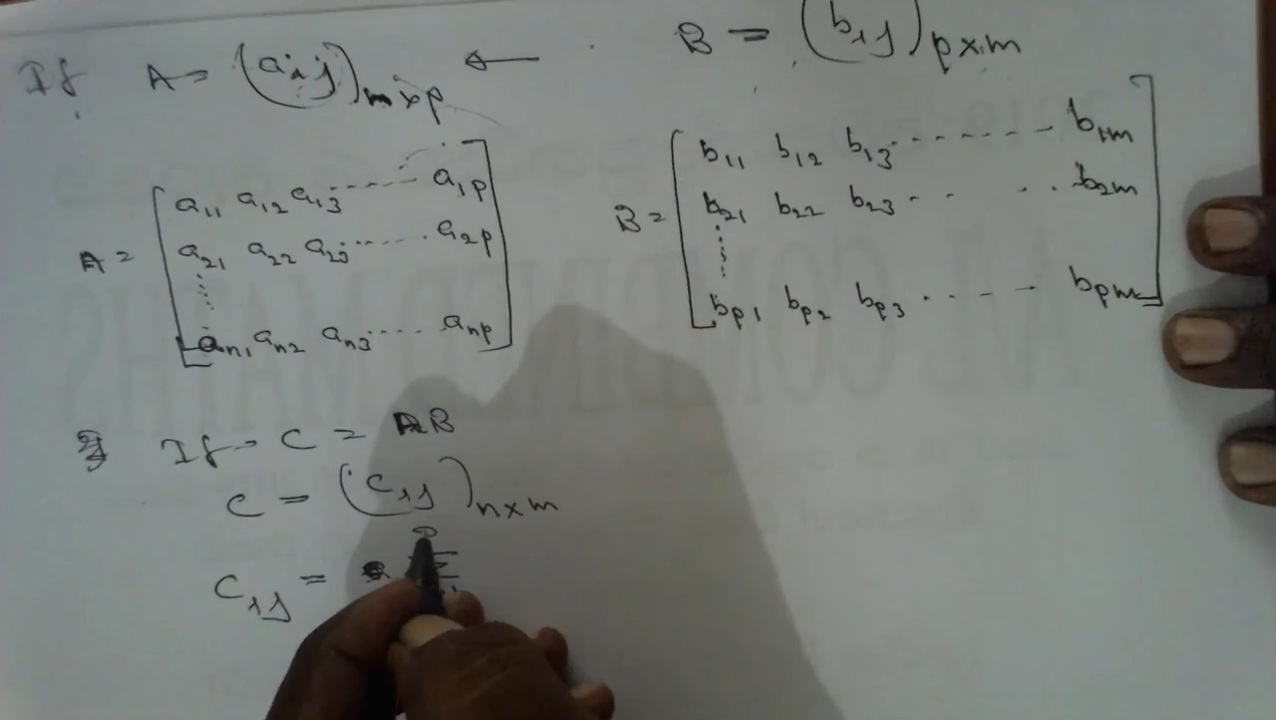 If A = (aij)n×p ← B = (bij)p×m
A = [a11 a12 a13 ------ a1p
a21 a22 a23 ...... a2p
⋮
an1 an2 an3 ...... anp]
B = [b11 b12 b13 -------- b1m
b21 b22 b23 - - . . b2m
⋮
bp1 bp2 bp3 . - - - bpm]
If C = AB
C = (cij)n×m
Cij =